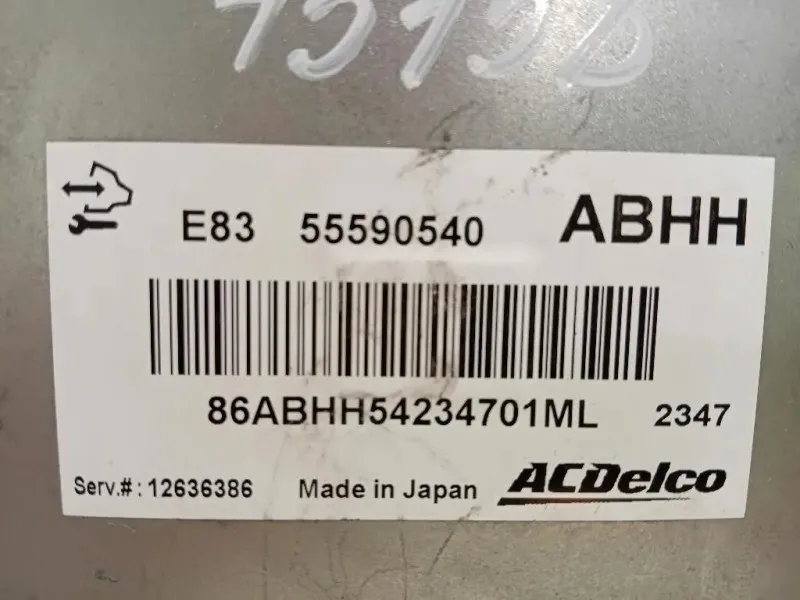 E83 55590540 ABHH
86ABHH54234701ML 2347
Serv.#: 12636386 Made in Japan ACDelco